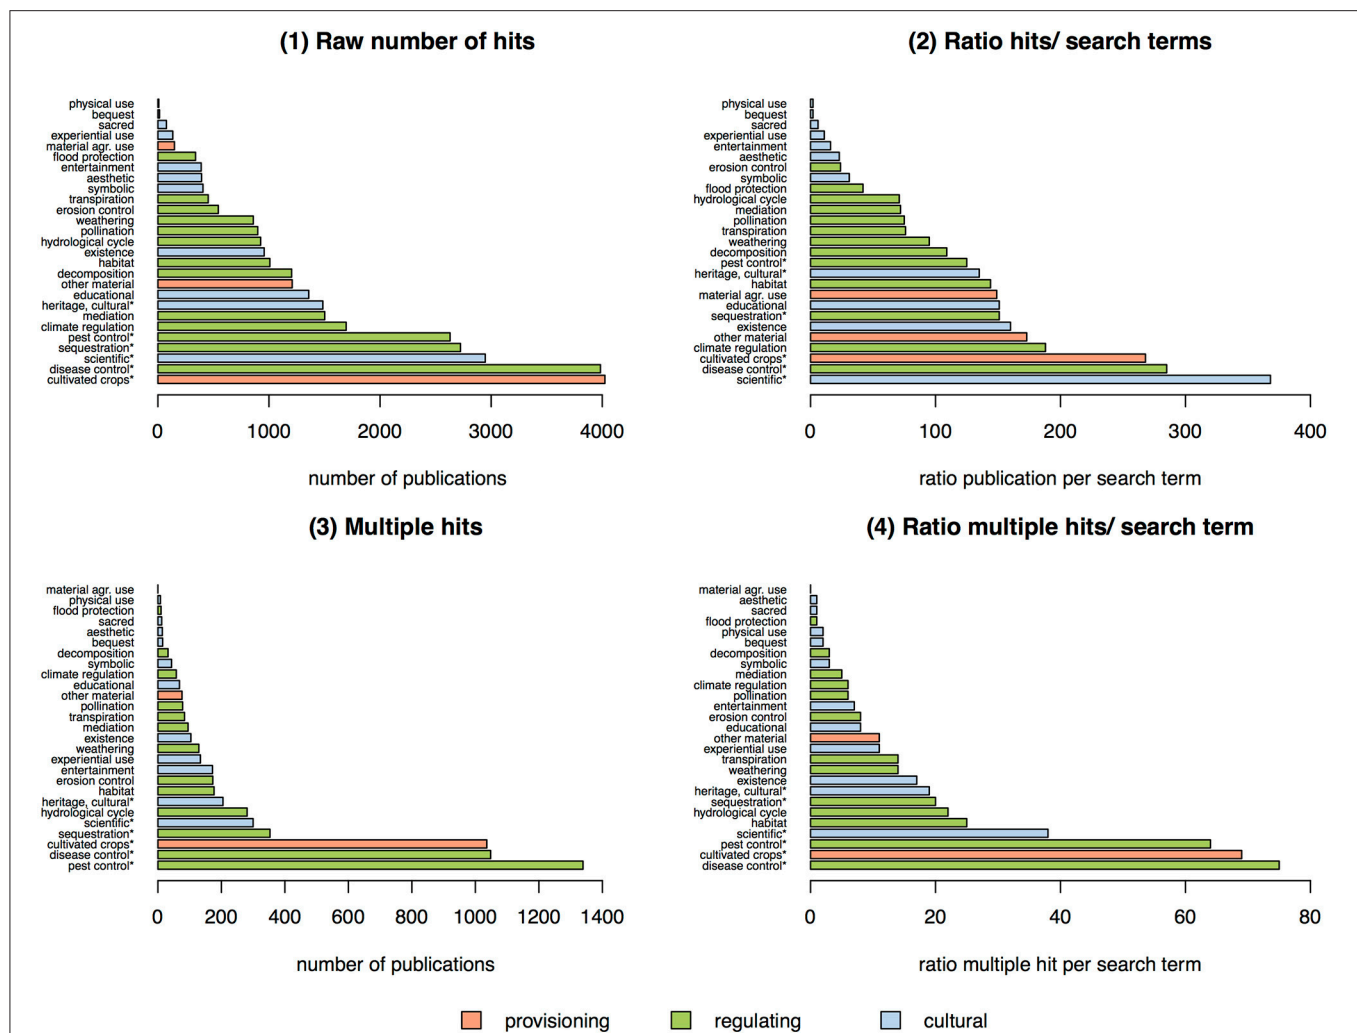 (1) Raw number of hits
physical use
bequest
sacred
experiential use
material agr. use
flood protection
entertainment
aesthetic
symbolic
transpiration
erosion control
weathering
pollination
hydrological cycle
existence
habitat
decomposition
other material
educational
heritage, cultural*
mediation
climate regulation
pest control*
sequestration*
scientific*
disease control*
cultivated crops*
0 1000 2000 3000 4000
number of publications
(2) Ratio hits/ search terms
physical use
bequest
sacred
experiential use
entertainment
aesthetic
erosion control
symbolic
flood protection
hydrological cycle
mediation
pollination
transpiration
weathering
decomposition
pest control*
heritage, cultural*
habitat
material agr. use
educational
sequestration*
existence
other material
climate regulation
cultivated crops*
disease control*
scientific*
0 100 200 300 400
ratio publication per search term
(3) Multiple hits
material agr. use
physical use
flood protection
sacred
aesthetic
bequest
decomposition
symbolic
climate regulation
educational
other material
pollination
transpiration
mediation
existence
weathering
experiential use
entertainment
erosion control
habitat
heritage, cultural*
hydrological cycle
scientific*
sequestration*
cultivated crops*
disease control*
pest control*
0 200 400 600 800 1000 1200 1400
number of publications
(4) Ratio multiple hits/ search term
material agr. use
aesthetic
sacred
flood protection
physical use
bequest
decomposition
symbolic
mediation
climate regulation
pollination
entertainment
erosion control
educational
other material
experiential use
transpiration
weathering
existence
heritage, cultural*
sequestration*
hydrological cycle
habitat
scientific*
pest control*
cultivated crops*
disease control*
0 20 40 60 80
ratio multiple hit per search term
provisioning regulating cultural